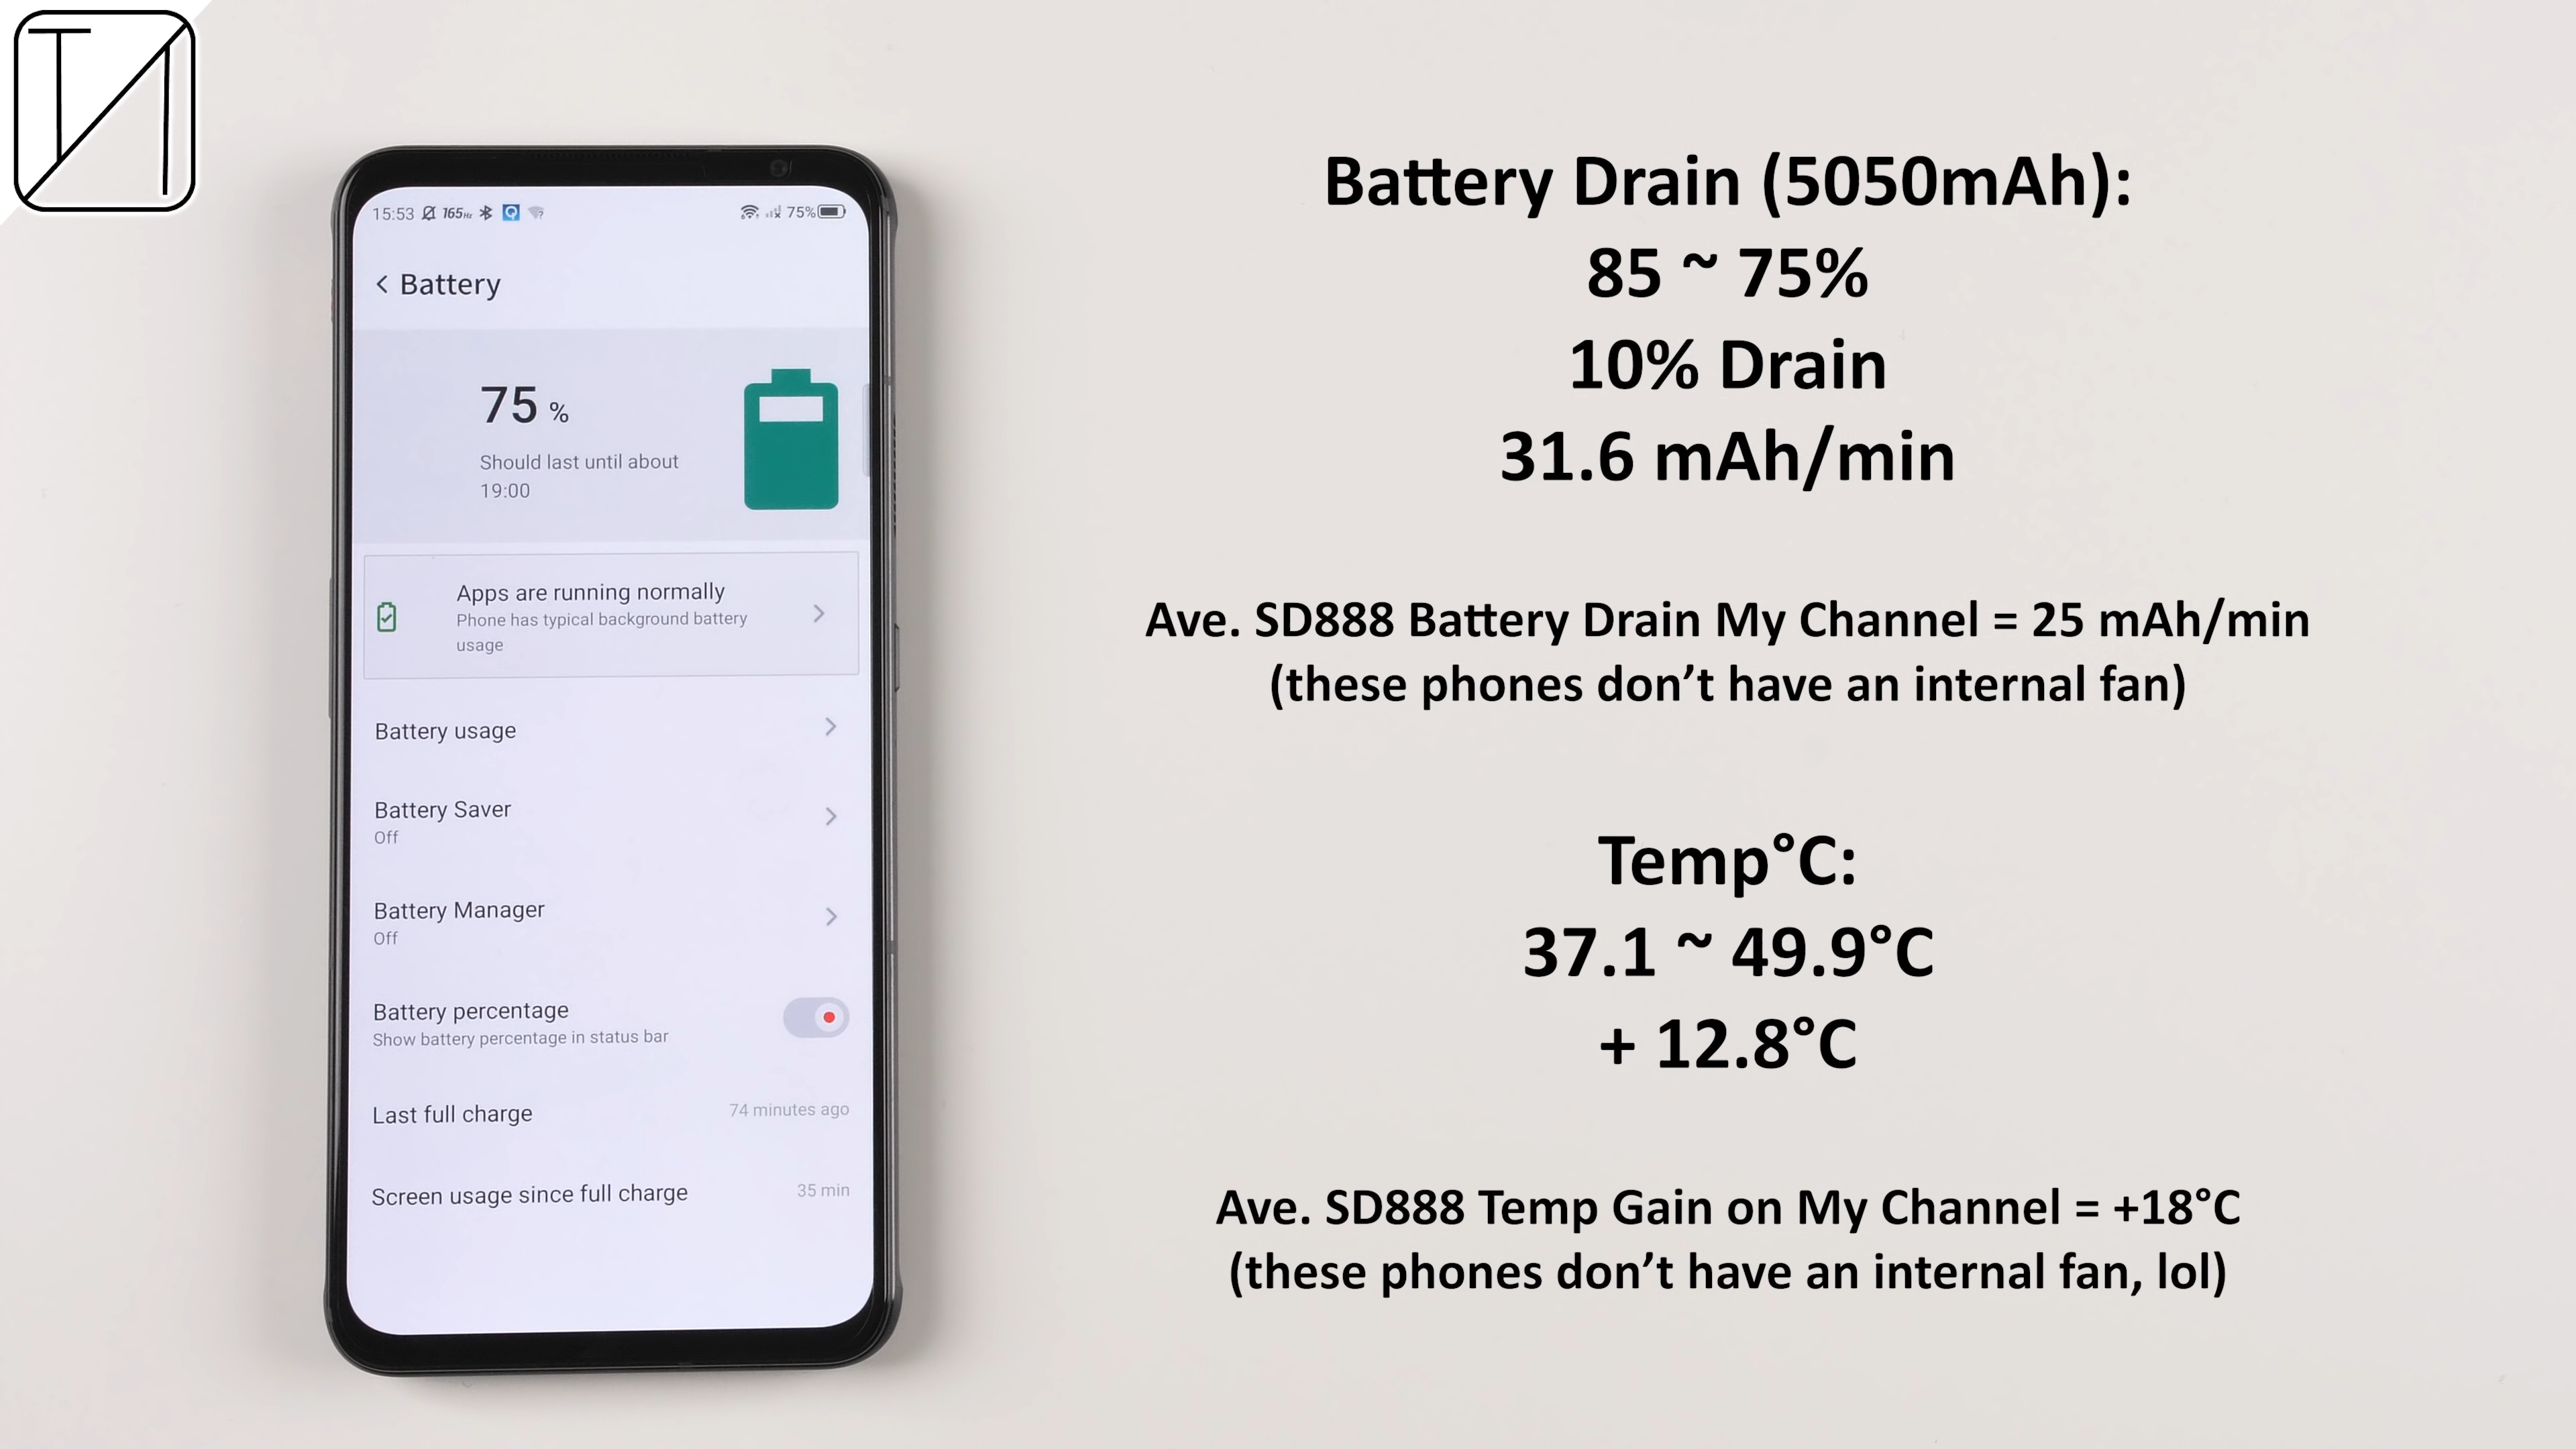 15:53 165Hz 75%
Battery
75 %
Should last until about
19:00
Apps are running normally
Phone has typical background battery
usage
Battery usage
Battery Saver
Off
Battery Manager
Off
Battery percentage
Show battery percentage in status bar
Last full charge 74 minutes ago
Screen usage since full charge 35 min
Battery Drain (5050mAh):
85 ~ 75%
10% Drain
31.6 mAh/min
Ave. SD888 Battery Drain My Channel = 25 mAh/min
(these phones don’t have an internal fan)
Temp°C:
37.1 ~ 49.9°C
+ 12.8°C
Ave. SD888 Temp Gain on My Channel = +18°C
(these phones don’t have an internal fan, lol)